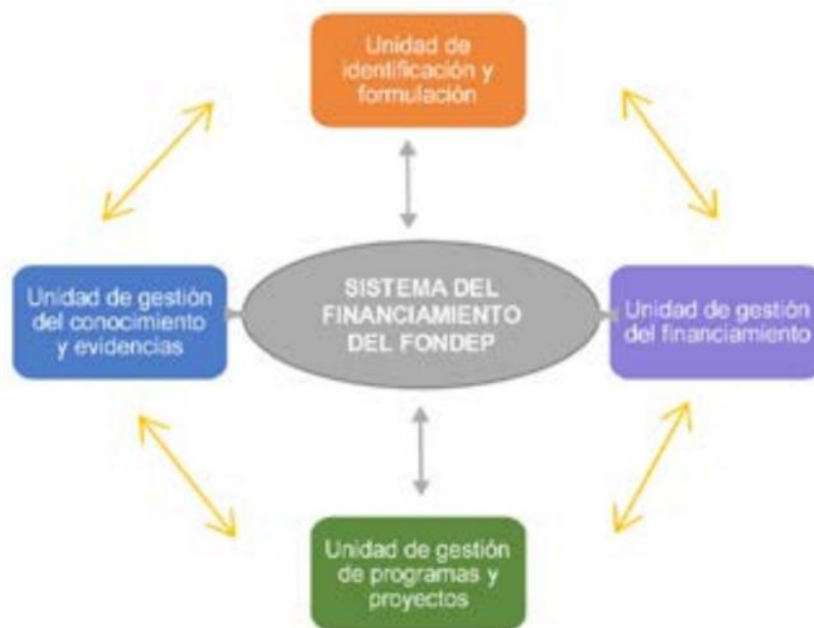 Unidad de
identificación y
formulación
Unidad de gestión
del conocimiento
y evidencias
SISTEMA DEL
FINANCIAMIENTO
DEL FONDEP
Unidad de gestión
del financiamiento
Unidad de gestión
de programas y
proyectos